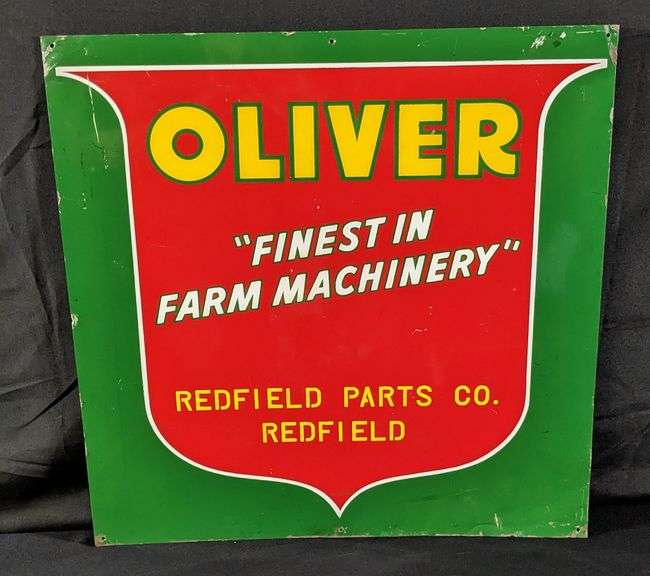 OLIVER
"FINEST IN
FARM MACHINERY"
REDFIELD PARTS CO.
REDFIELD